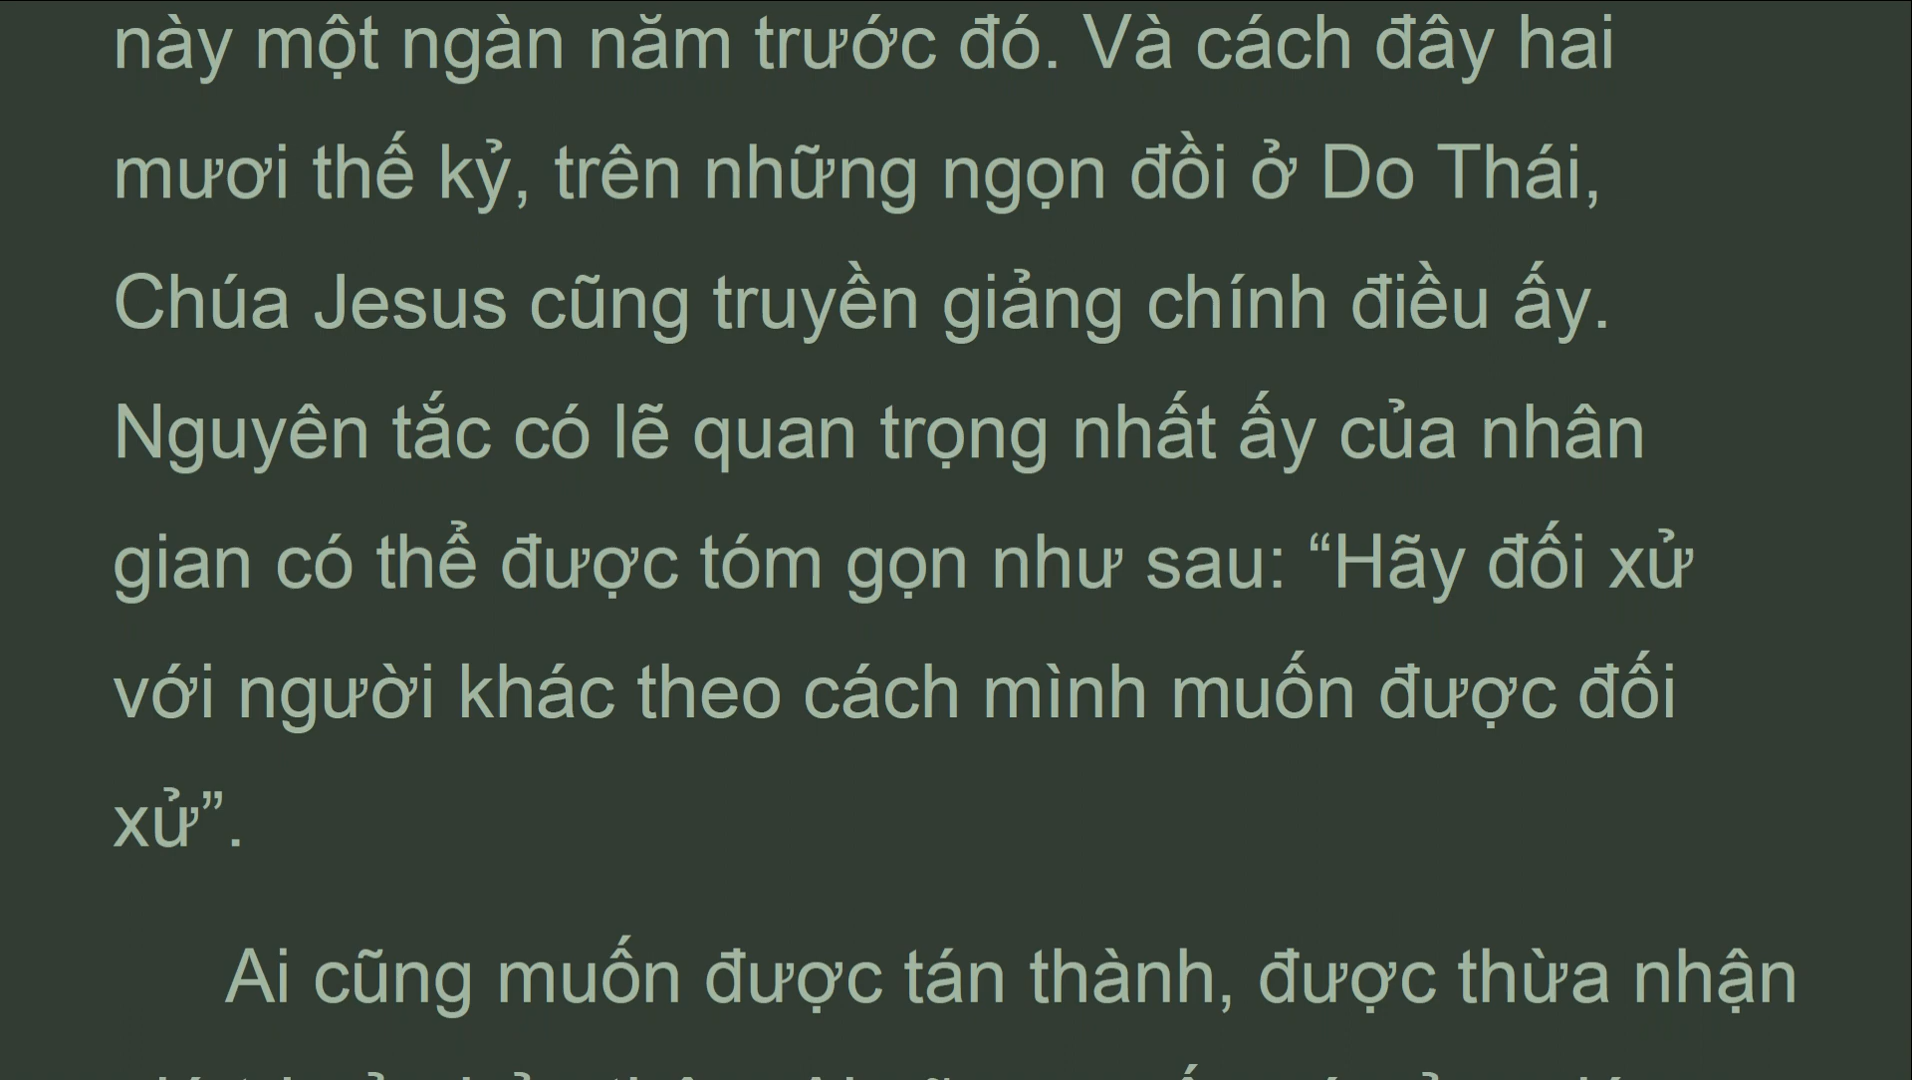 này một ngàn năm trước đó. Và cách đây hai
mươi thế kỷ, trên những ngọn đồi ở Do Thái,
Chúa Jesus cũng truyền giảng chính điều ấy.
Nguyên tắc có lẽ quan trọng nhất ấy của nhân
gian có thể được tóm gọn như sau: “Hãy đối xử
với người khác theo cách mình muốn được đối
xử”.
Ai cũng muốn được tán thành, được thừa nhận